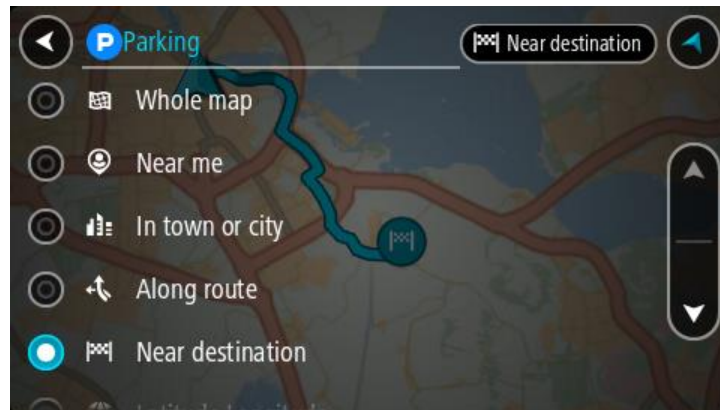 P Parking
Near destination
Whole map
Near me
In town or city
Along route
Near destination